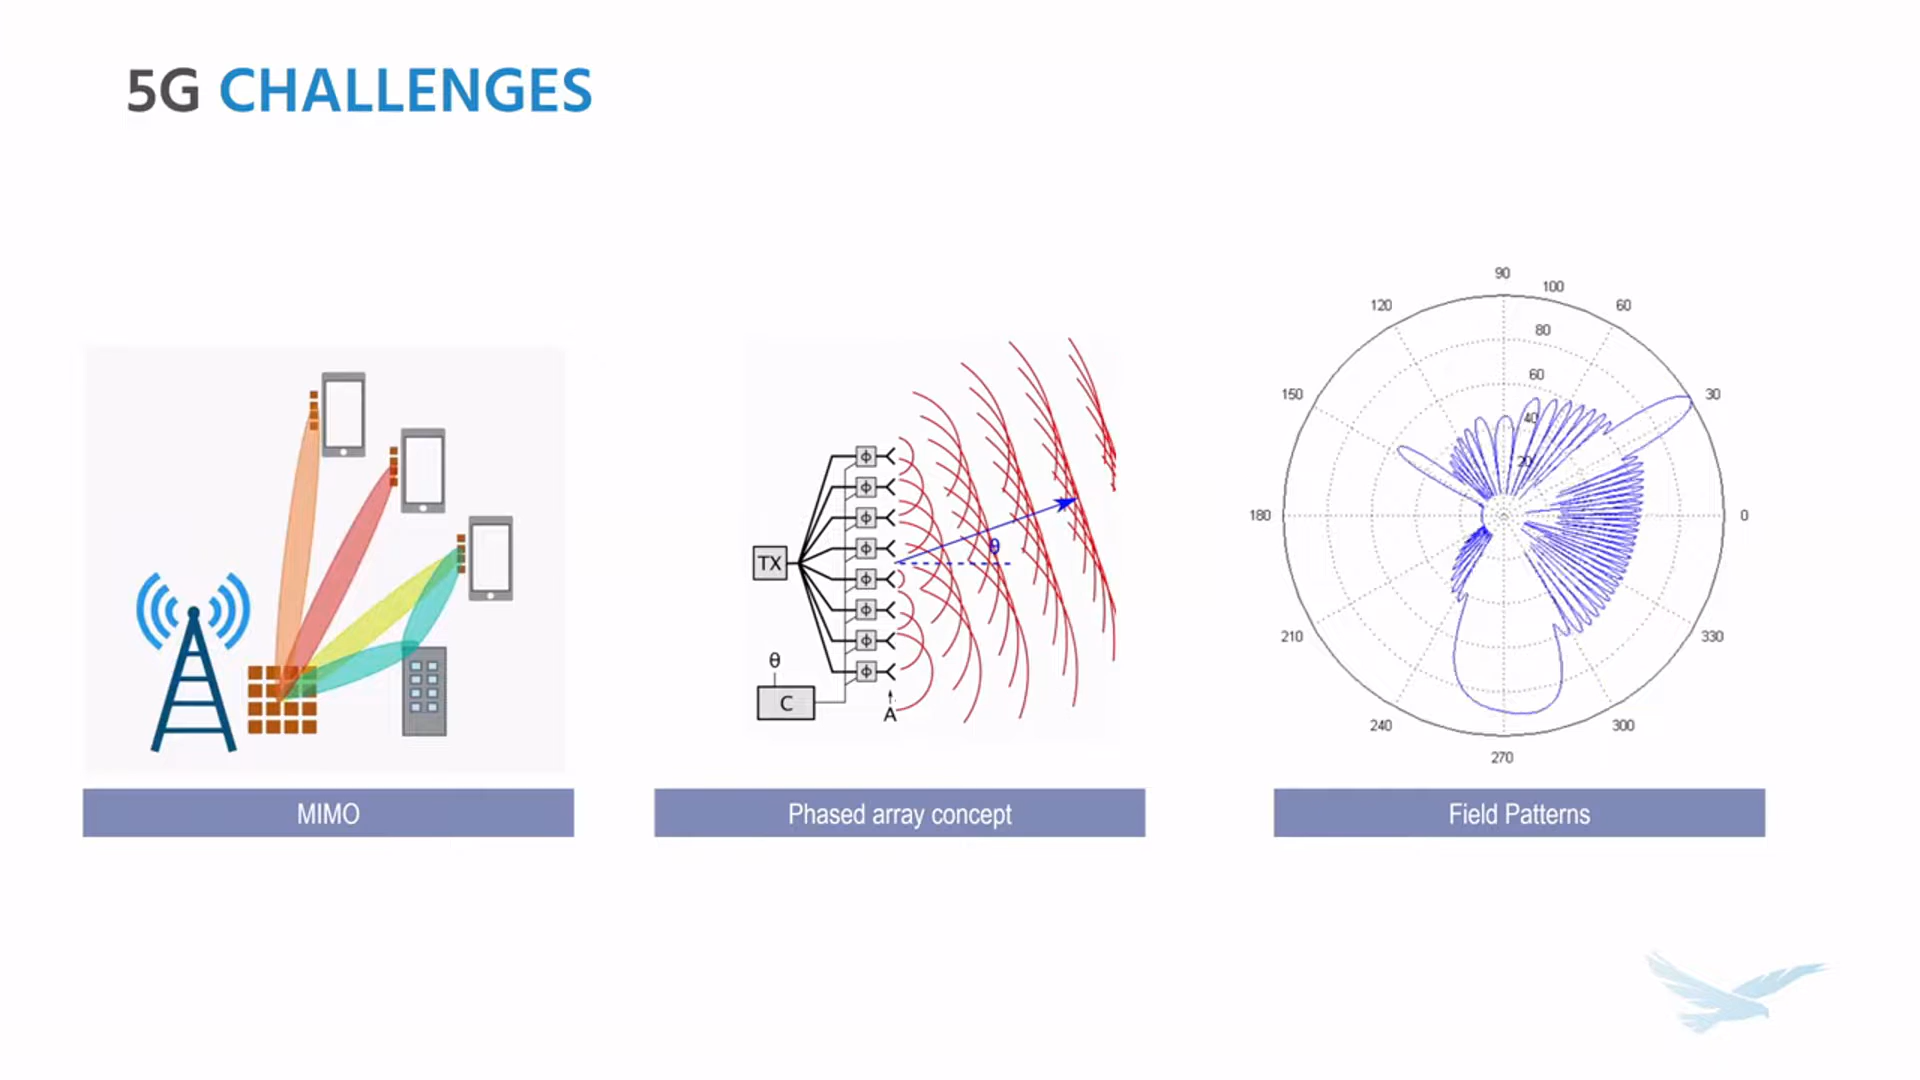 5G CHALLENGES
TX
ϕ
ϕ
ϕ
ϕ
ϕ
ϕ
ϕ
ϕ
θ
θ
C
A
90
100
120
60
80
60
150
30
40
20
180
0
210
330
240
300
270
MIMO
Phased array concept
Field Patterns